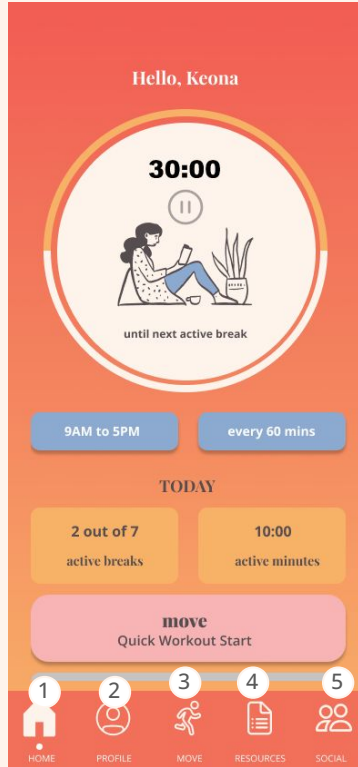 Hello, Keona
30:00
until next active break
9AM to 5PM
every 60 mins
TODAY
2 out of 7
active breaks
10:00
active minutes
move
Quick Workout Start
1 2 3 4 5
HOME PROFILE MOVE RESOURCES SOCIAL